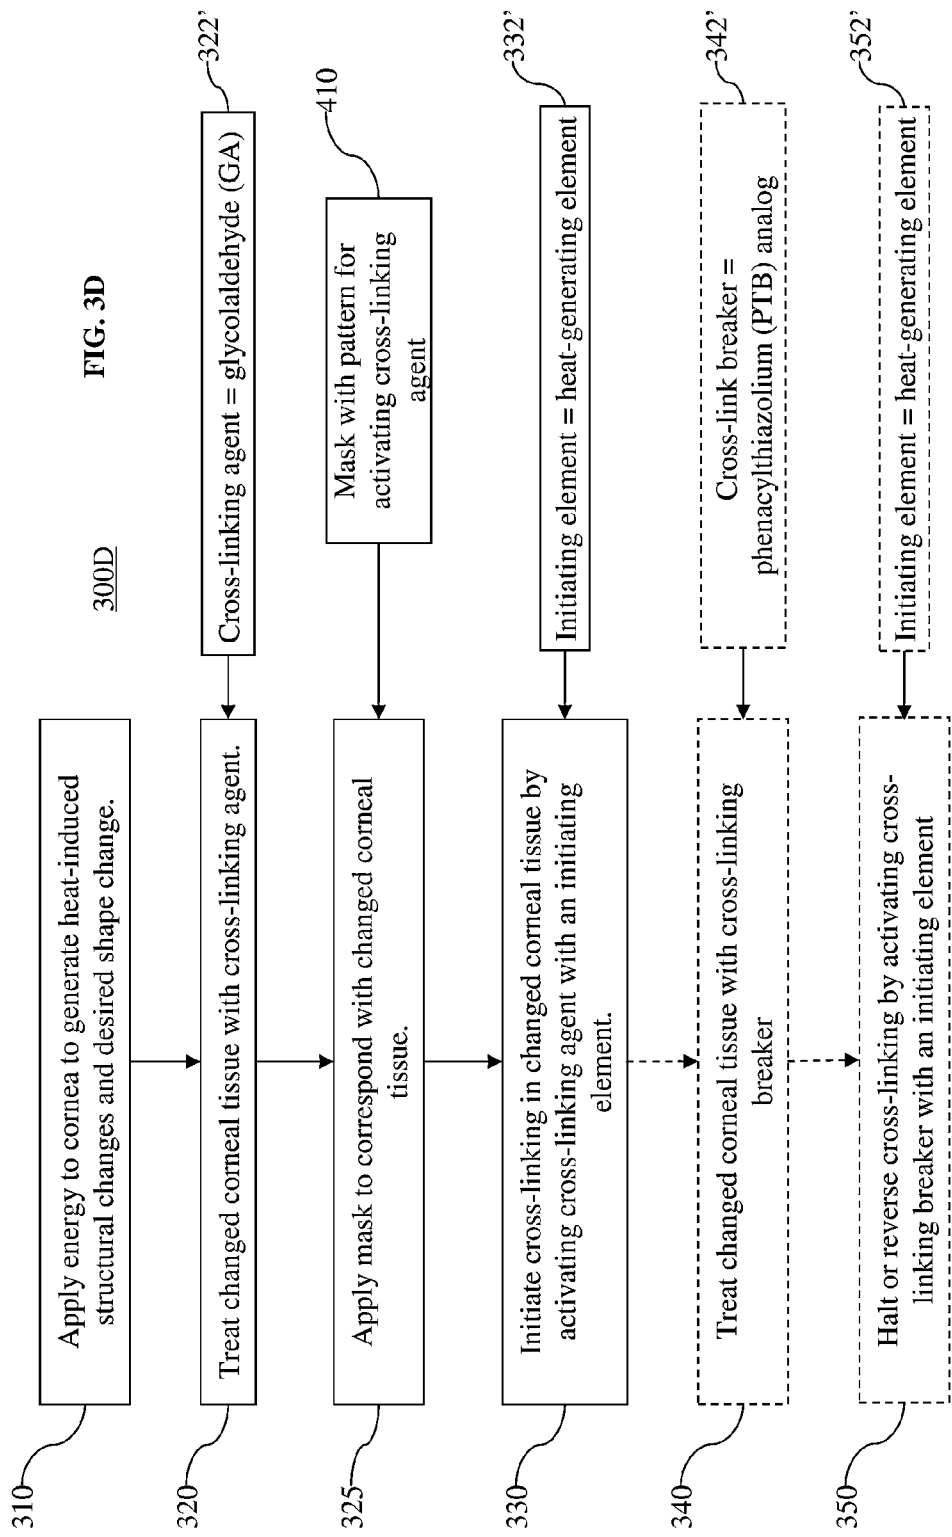 FIG. 3D
300D
310
Apply energy to cornea to generate heat-induced
structural changes and desired shape change.
320
Treat changed corneal tissue with cross-linking agent.
Cross-linking agent = glycolaldehyde (GA)
322’
325
Apply mask to correspond with changed corneal
tissue.
Mask with pattern for
activating cross-linking
agent
410
330
Initiate cross-linking in changed corneal tissue by
activating cross-linking agent with an initiating
element.
Initiating element = heat-generating element
332’
340
Treat changed corneal tissue with cross-linking
breaker
Cross-link breaker =
phenacylthiazolium (PTB) analog
342’
350
Halt or reverse cross-linking by activating cross-
linking breaker with an initiating element
Initiating element = heat-generating element
352’